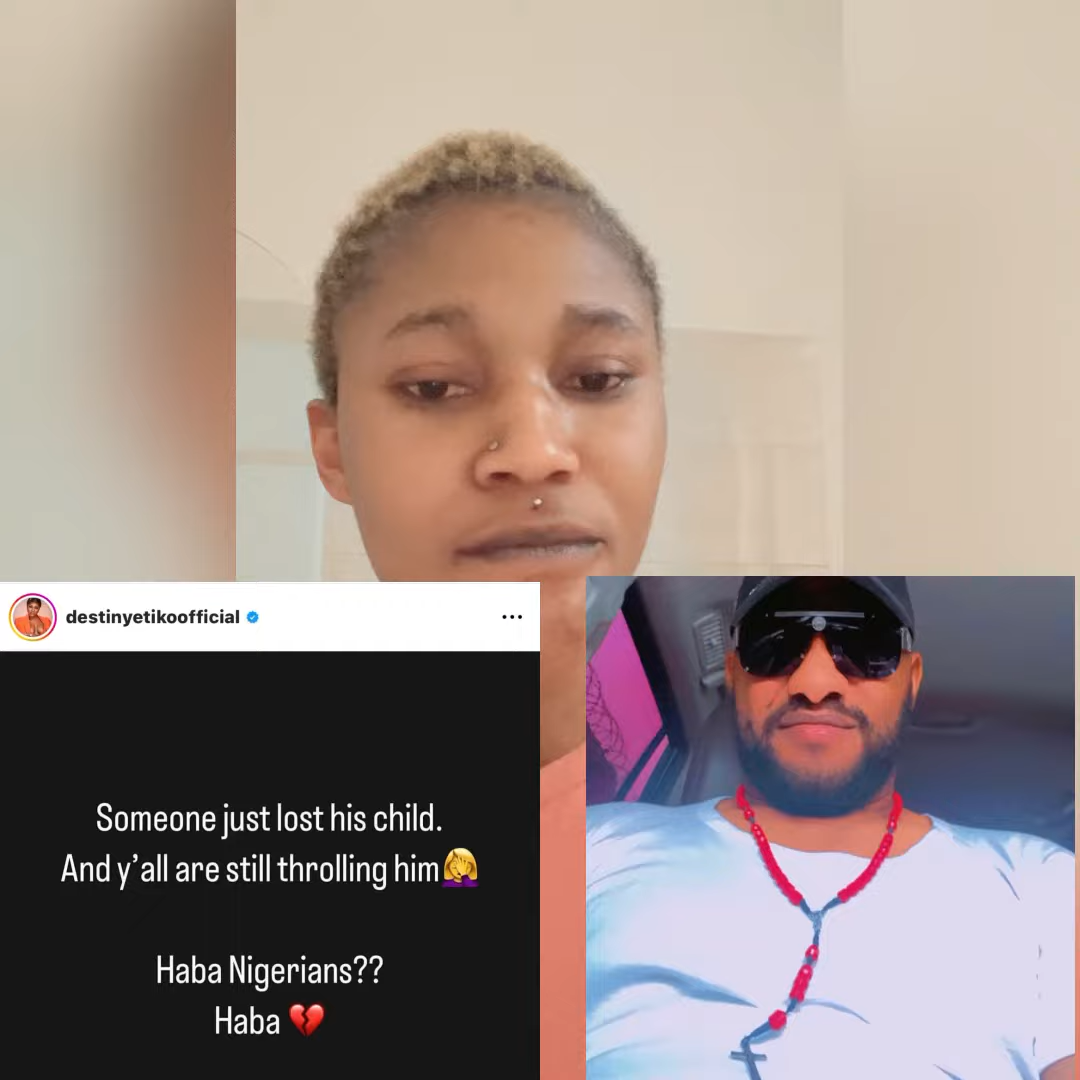 destinyetikoofficial
Someone just lost his child.
And y'all are still throlling him🤦‍♀️
Haba Nigerians??
Haba 💔